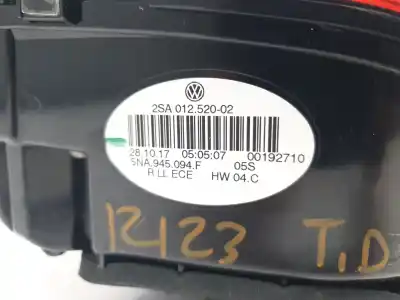 2SA 012.520-02
28.10.17 05:05:07 00192710
5NA.945.094.F 05S
R LL ECE HW 04.C
12123 T.D